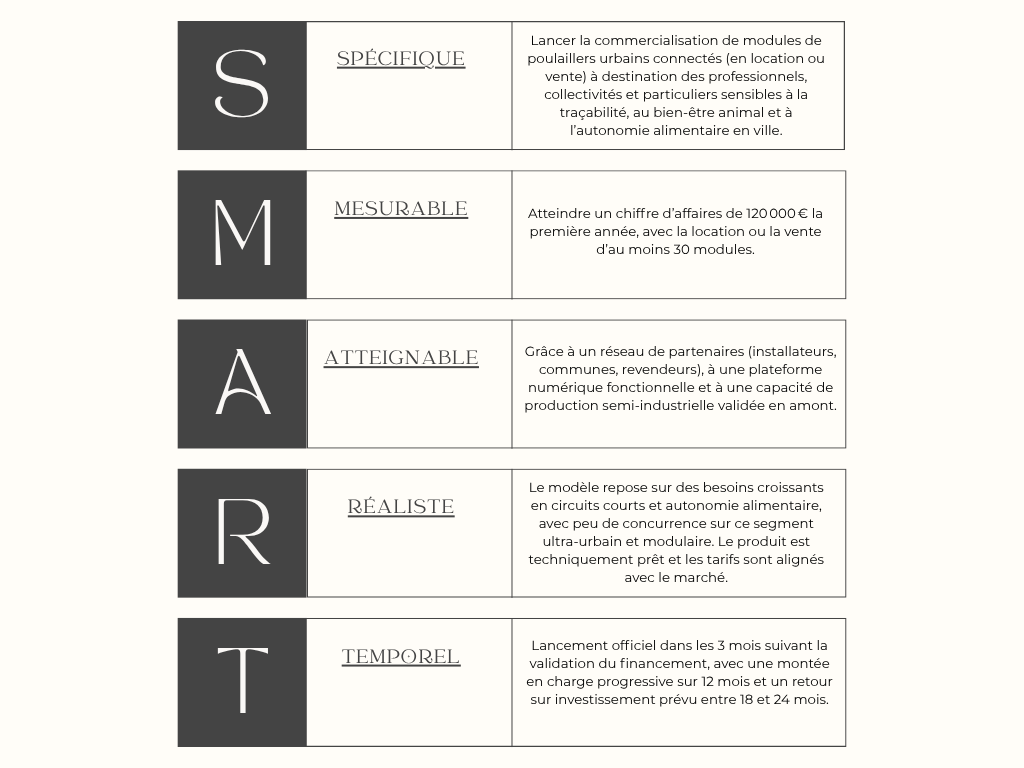 S
SPÉCIFIQUE
Lancer la commercialisation de modules de
poulaillers urbains connectés (en location ou
vente) à destination des professionnels,
collectivités et particuliers sensibles à la
traçabilité, au bien-être animal et à
l’autonomie alimentaire en ville.
M
MESURABLE
Atteindre un chiffre d’affaires de 120 000 € la
première année, avec la location ou la vente
d’au moins 30 modules.
A
ATTEIGNABLE
Grâce à un réseau de partenaires (installateurs,
communes, revendeurs), à une plateforme
numérique fonctionnelle et à une capacité de
production semi-industrielle validée en amont.
R
RÉALISTE
Le modèle repose sur des besoins croissants
en circuits courts et autonomie alimentaire,
avec peu de concurrence sur ce segment
ultra-urbain et modulaire. Le produit est
techniquement prêt et les tarifs sont alignés
avec le marché.
T
TEMPOREL
Lancement officiel dans les 3 mois suivant la
validation du financement, avec une montée
en charge progressive sur 12 mois et un retour
sur investissement prévu entre 18 et 24 mois.